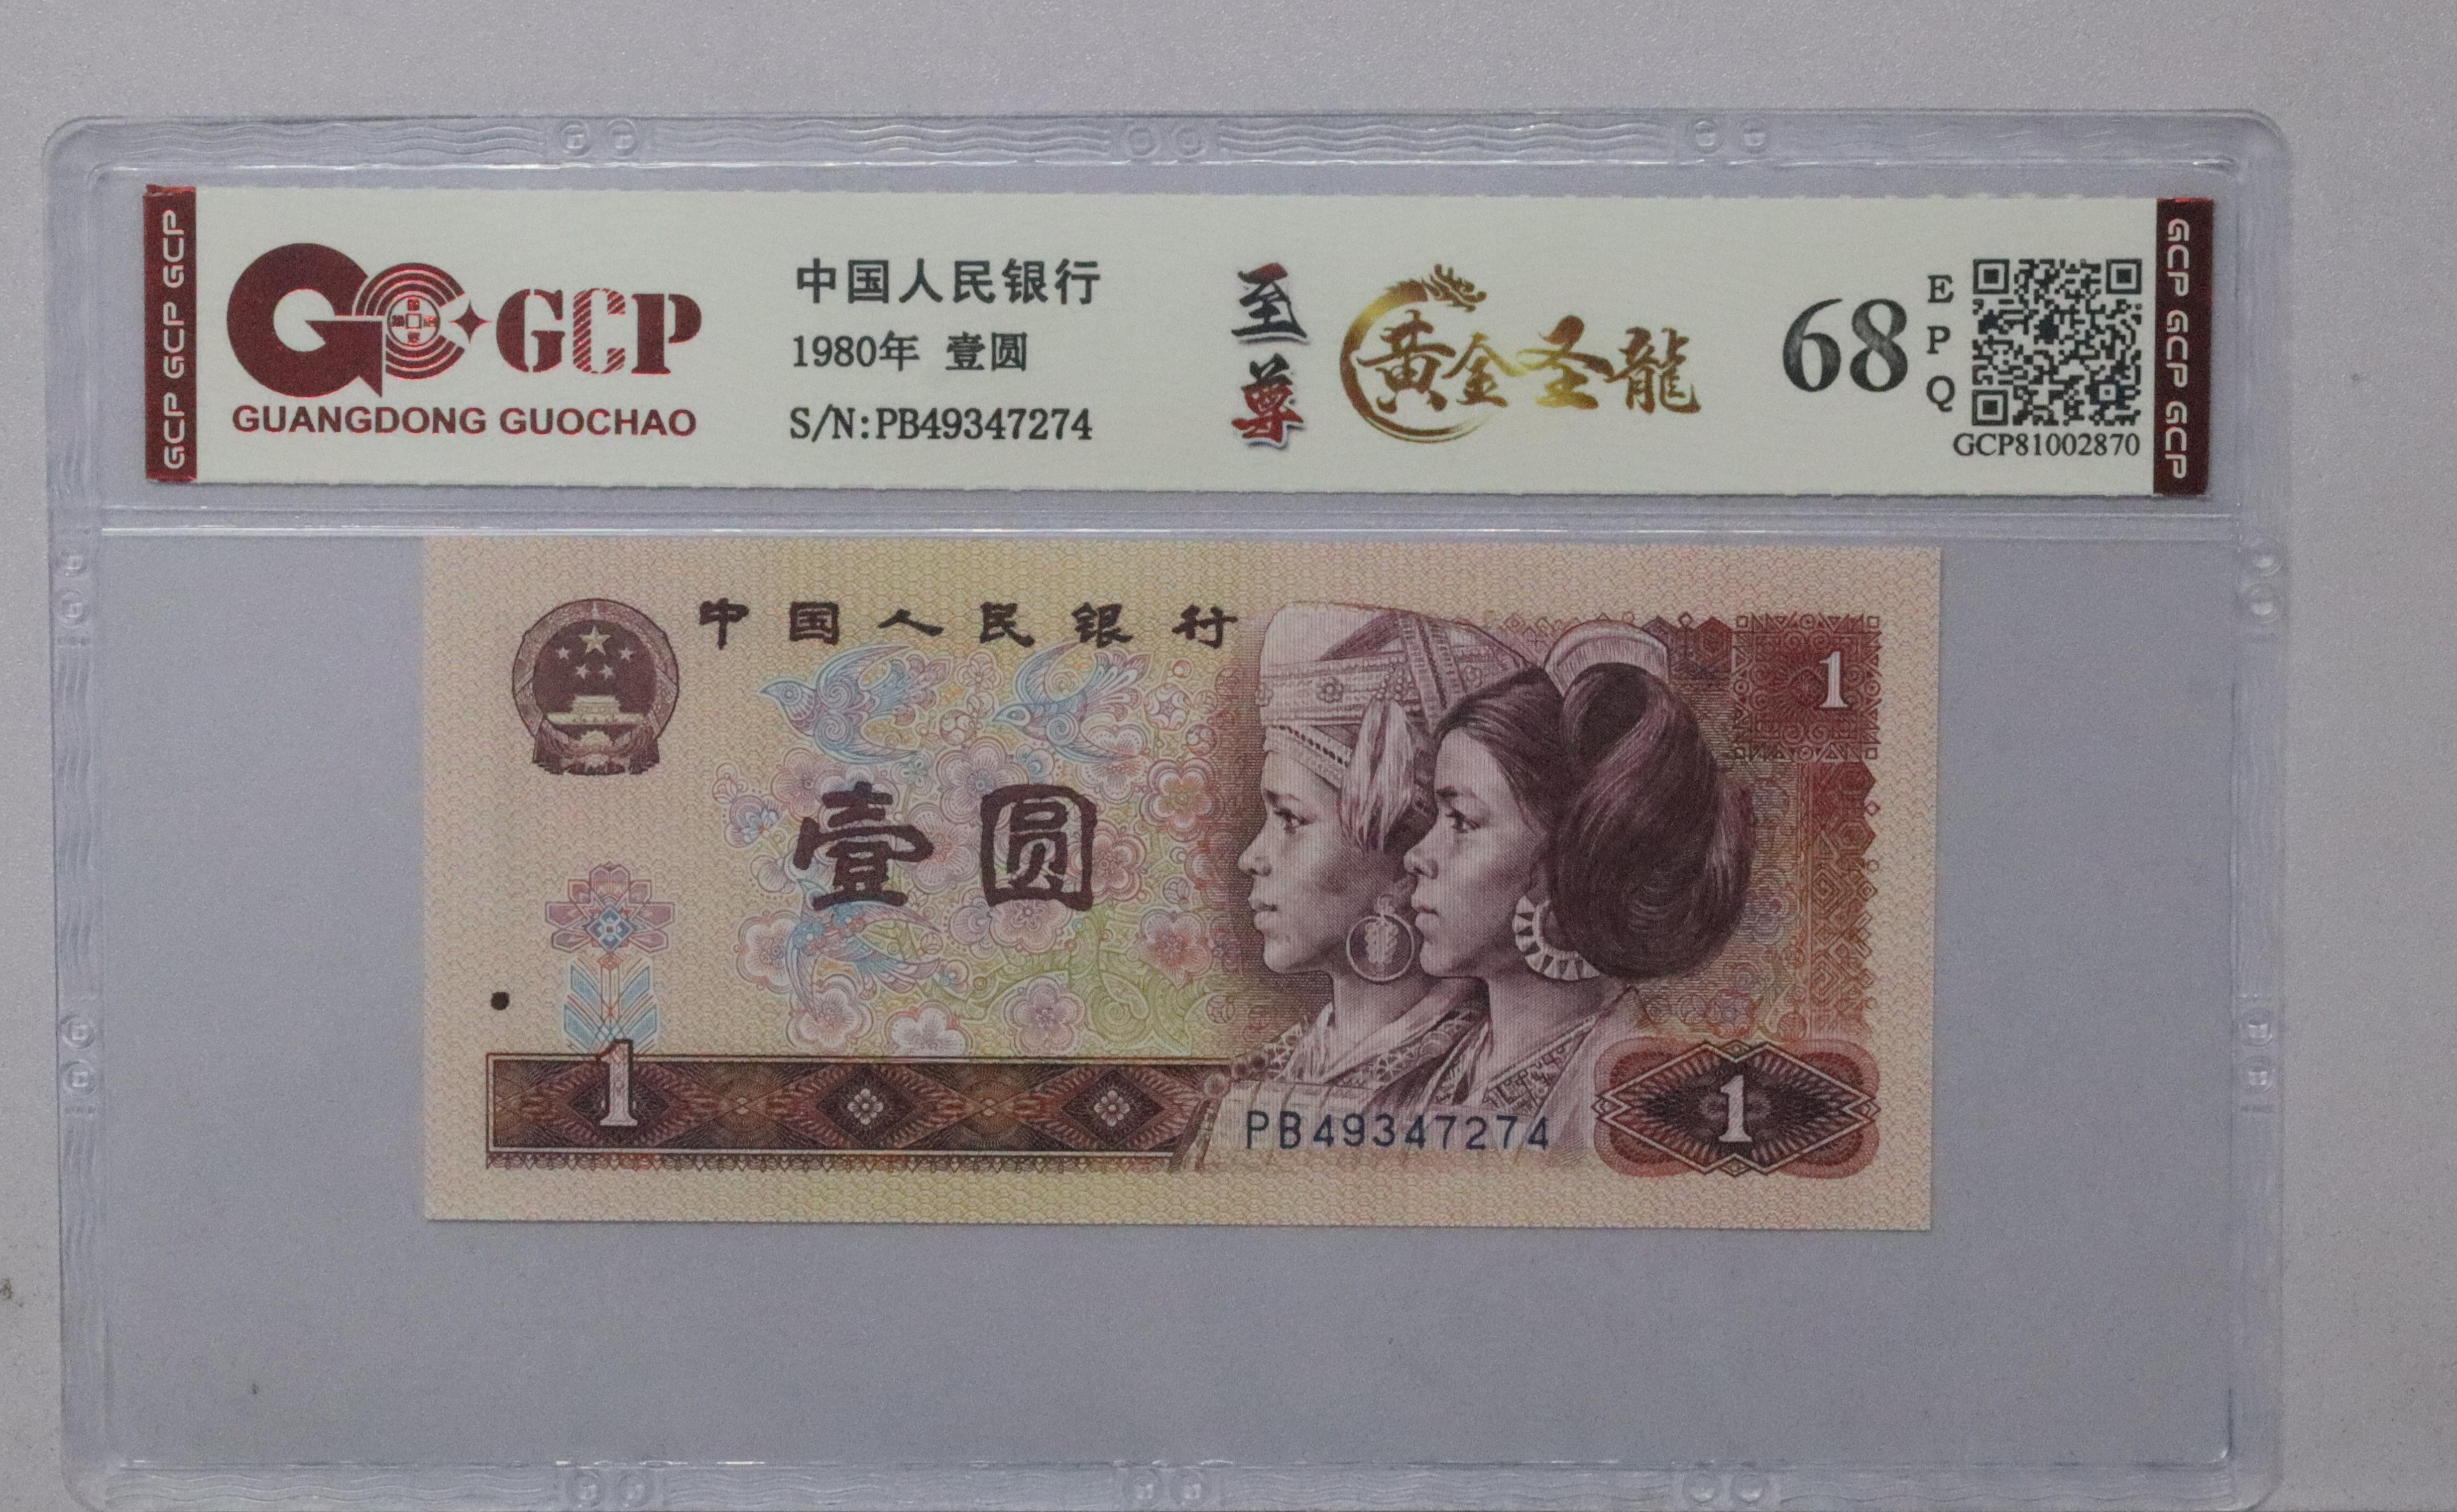 GCP GCP GCP
GCP
GUANGDONG GUOCHAO
中国人民银行
1980年 壹圆
S/N:PB49347274
至尊
黄金圣龍
68
EPQ
GCP81002870
GCP GCP GCP
中国人民银行
1
壹圆
1
PB49347274
1